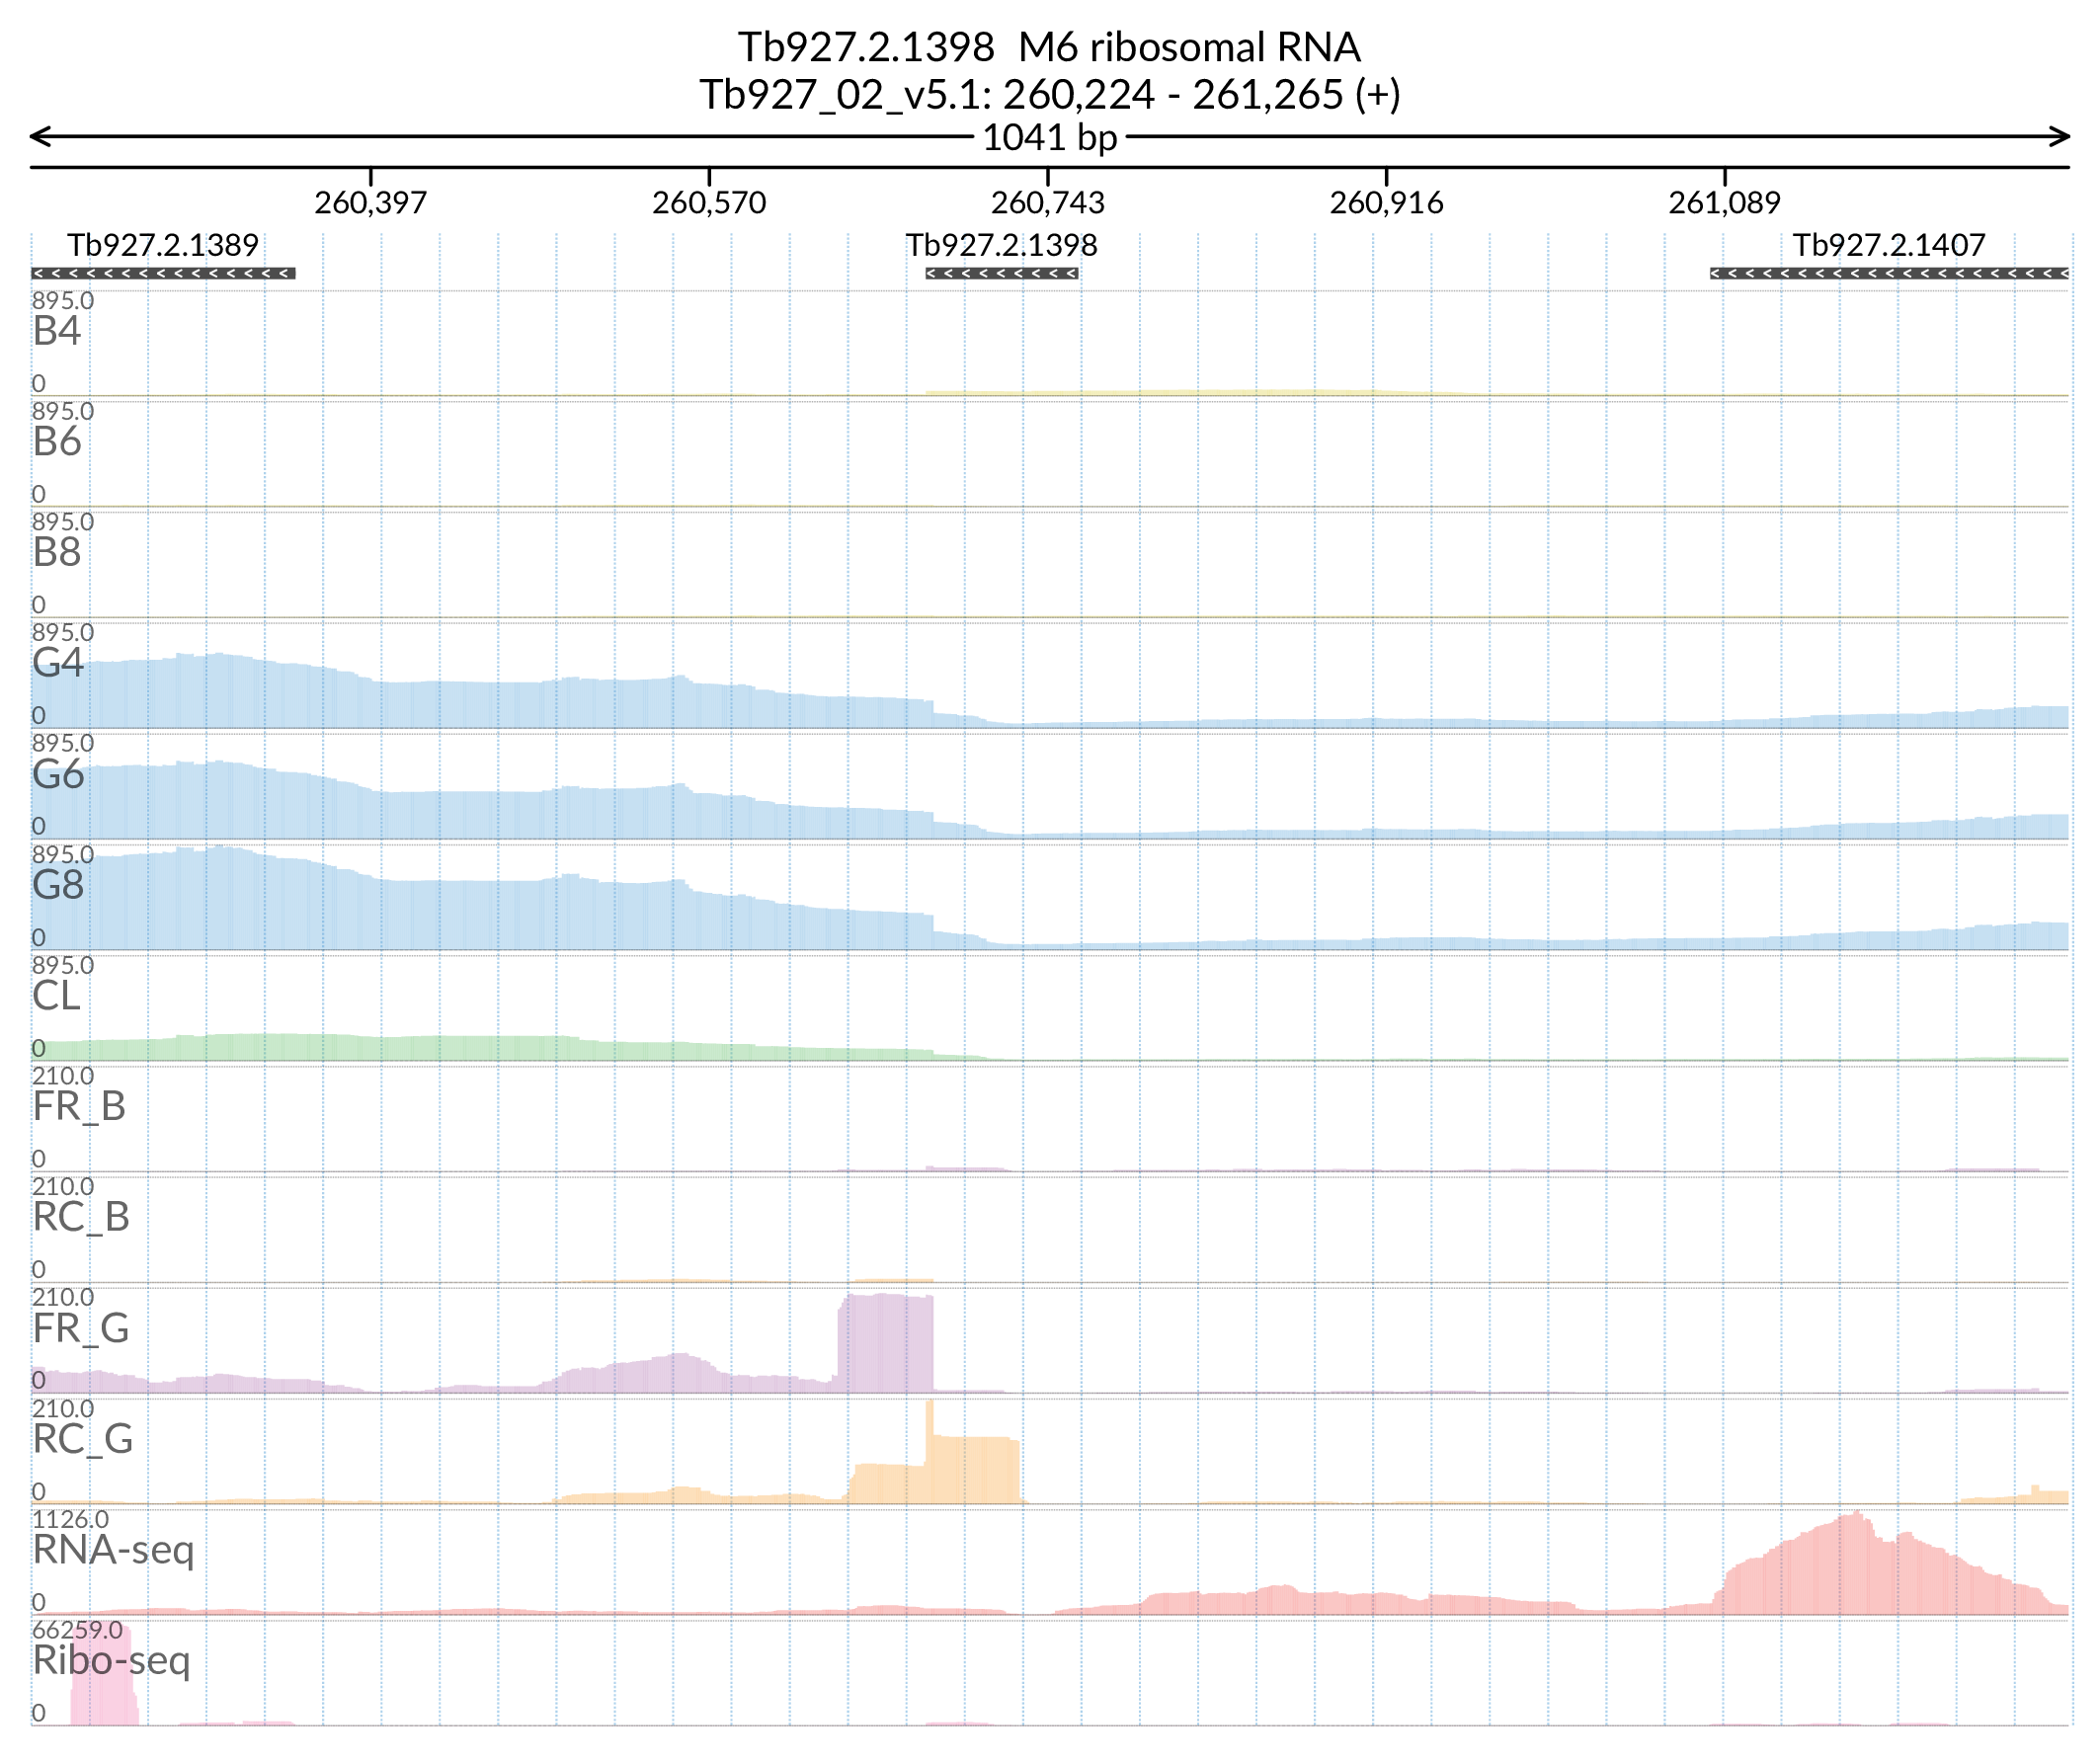 Tb927.2.1398 M6 ribosomal RNA
Tb927_02_v5.1: 260,224 - 261,265 (+)
1041 bp
260,397 260,570 260,743 260,916 261,089
Tb927.2.1389 Tb927.2.1398 Tb927.2.1407
895.0
B4
0
895.0
B6
0
895.0
B8
0
895.0
G4
0
895.0
G6
0
895.0
G8
0
895.0
CL
0
210.0
FR_B
0
210.0
RC_B
0
210.0
FR_G
0
210.0
RC_G
0
1126.0
RNA-seq
0
66259.0
Ribo-seq
0